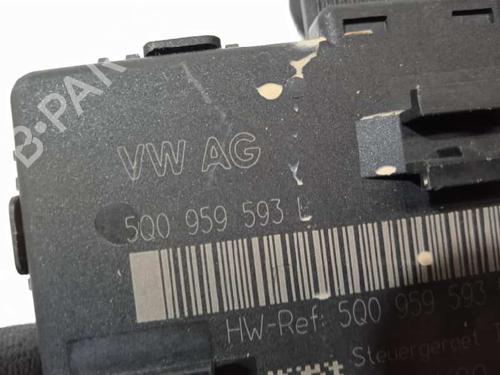 B-PAR
VW AG
5Q0 959 593 L
HW-Ref: 5Q0 959 593
Steuergeraet